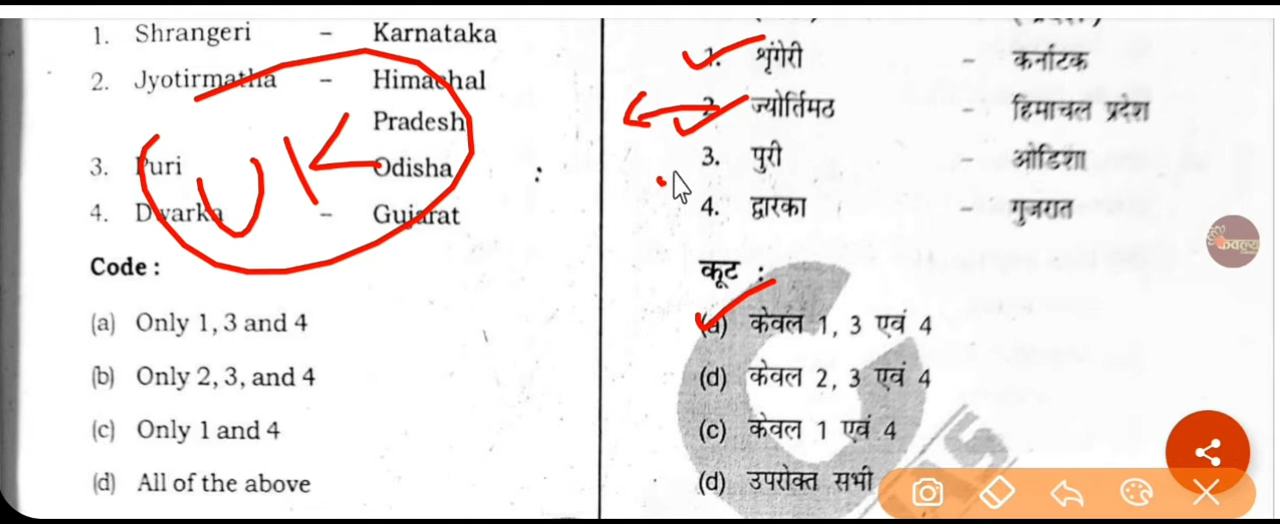 1. Shrangeri – Karnataka
2. Jyotirmatha – Himachal
Pradesh
3. Puri Odisha
4. Dwarka – Gujarat
Code :
(a) Only 1, 3 and 4
(b) Only 2, 3, and 4
(c) Only 1 and 4
(d) All of the above
UK
:
1. शृंगेरी – कर्नाटक
2. ज्योर्तिमठ – हिमाचल प्रदेश
3. पुरी – ओडिशा
4. द्वारका – गुजरात
कूट :
(a) केवल 1, 3 एवं 4
(d) केवल 2, 3 एवं 4
(c) केवल 1 एवं 4
(d) उपरोक्त सभी